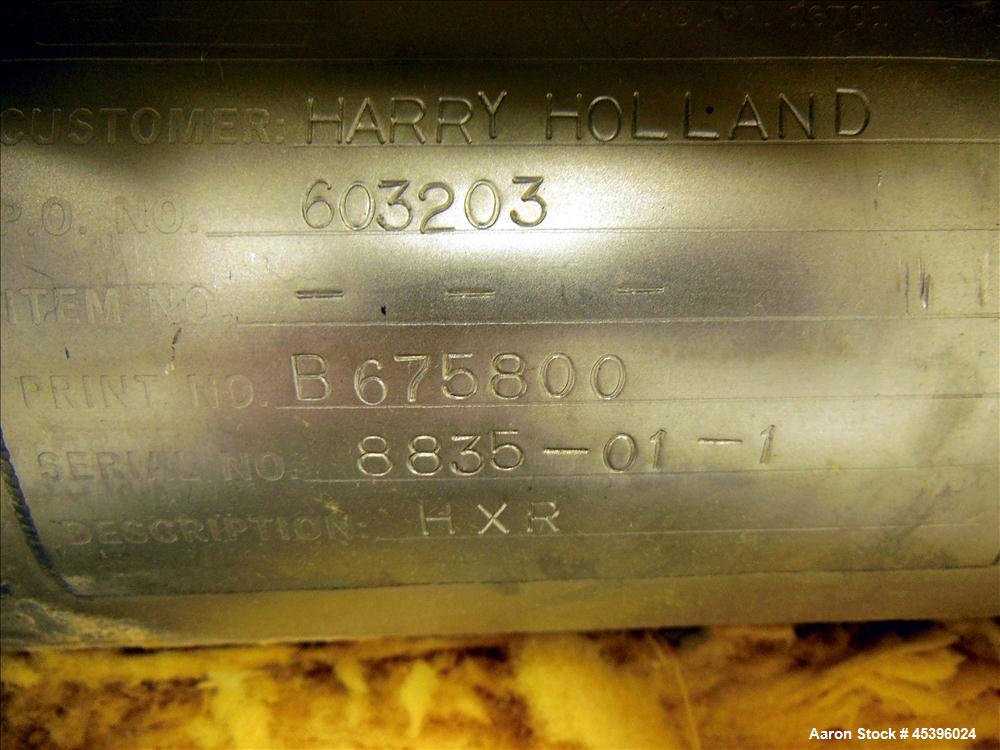 CUSTOMER: HARRY HOLLAND
P.O. NO. 603203
ITEM NO. - - -
PRINT NO. B675800
SERIAL NO. 8835-01-1
DESCRIPTION: HXR
Aaron Stock # 45396024